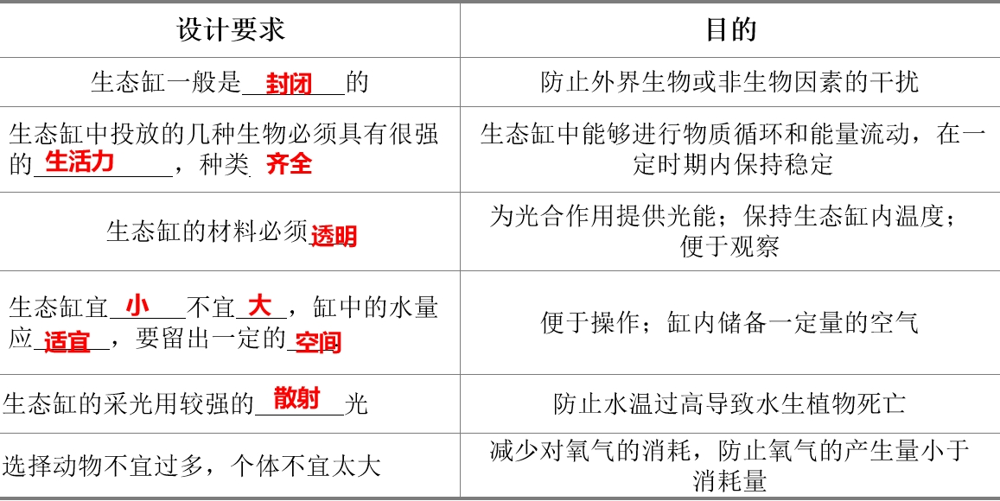 设计要求 目的
生态缸一般是 封闭 的 防止外界生物或非生物因素的干扰
生态缸中投放的几种生物必须具有很强
的 生活力 ，种类 齐全
生态缸中能够进行物质循环和能量流动，在一
定时期内保持稳定
生态缸的材料必须 透明
为光合作用提供光能；保持生态缸内温度；
便于观察
生态缸宜 小 不宜 大 ，缸中的水量
应 适宜 ，要留出一定的 空间
便于操作；缸内储备一定量的空气
生态缸的采光用较强的 散射 光 防止水温过高导致水生植物死亡
选择动物不宜过多，个体不宜太大
减少对氧气的消耗，防止氧气的产生量小于
消耗量